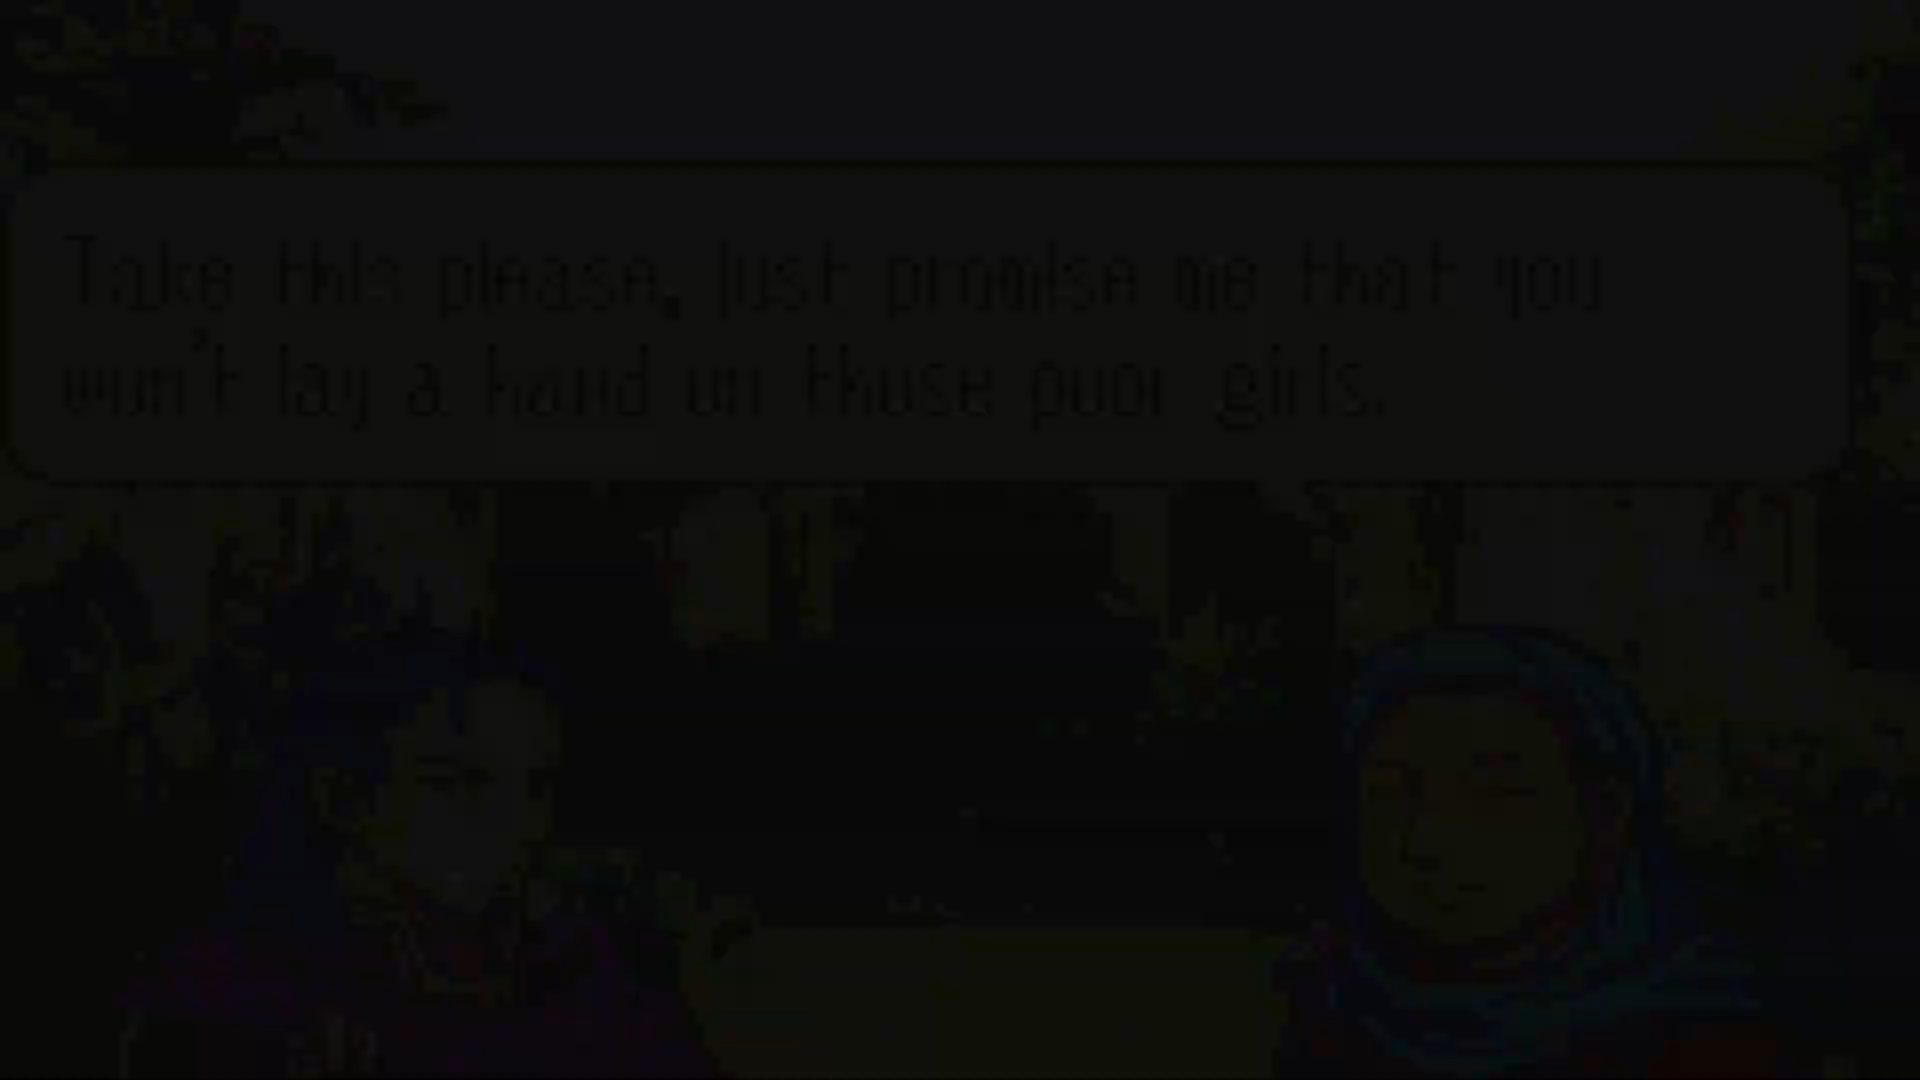 Take this please, just promise me that you
won't lay a hand on those poor girls.